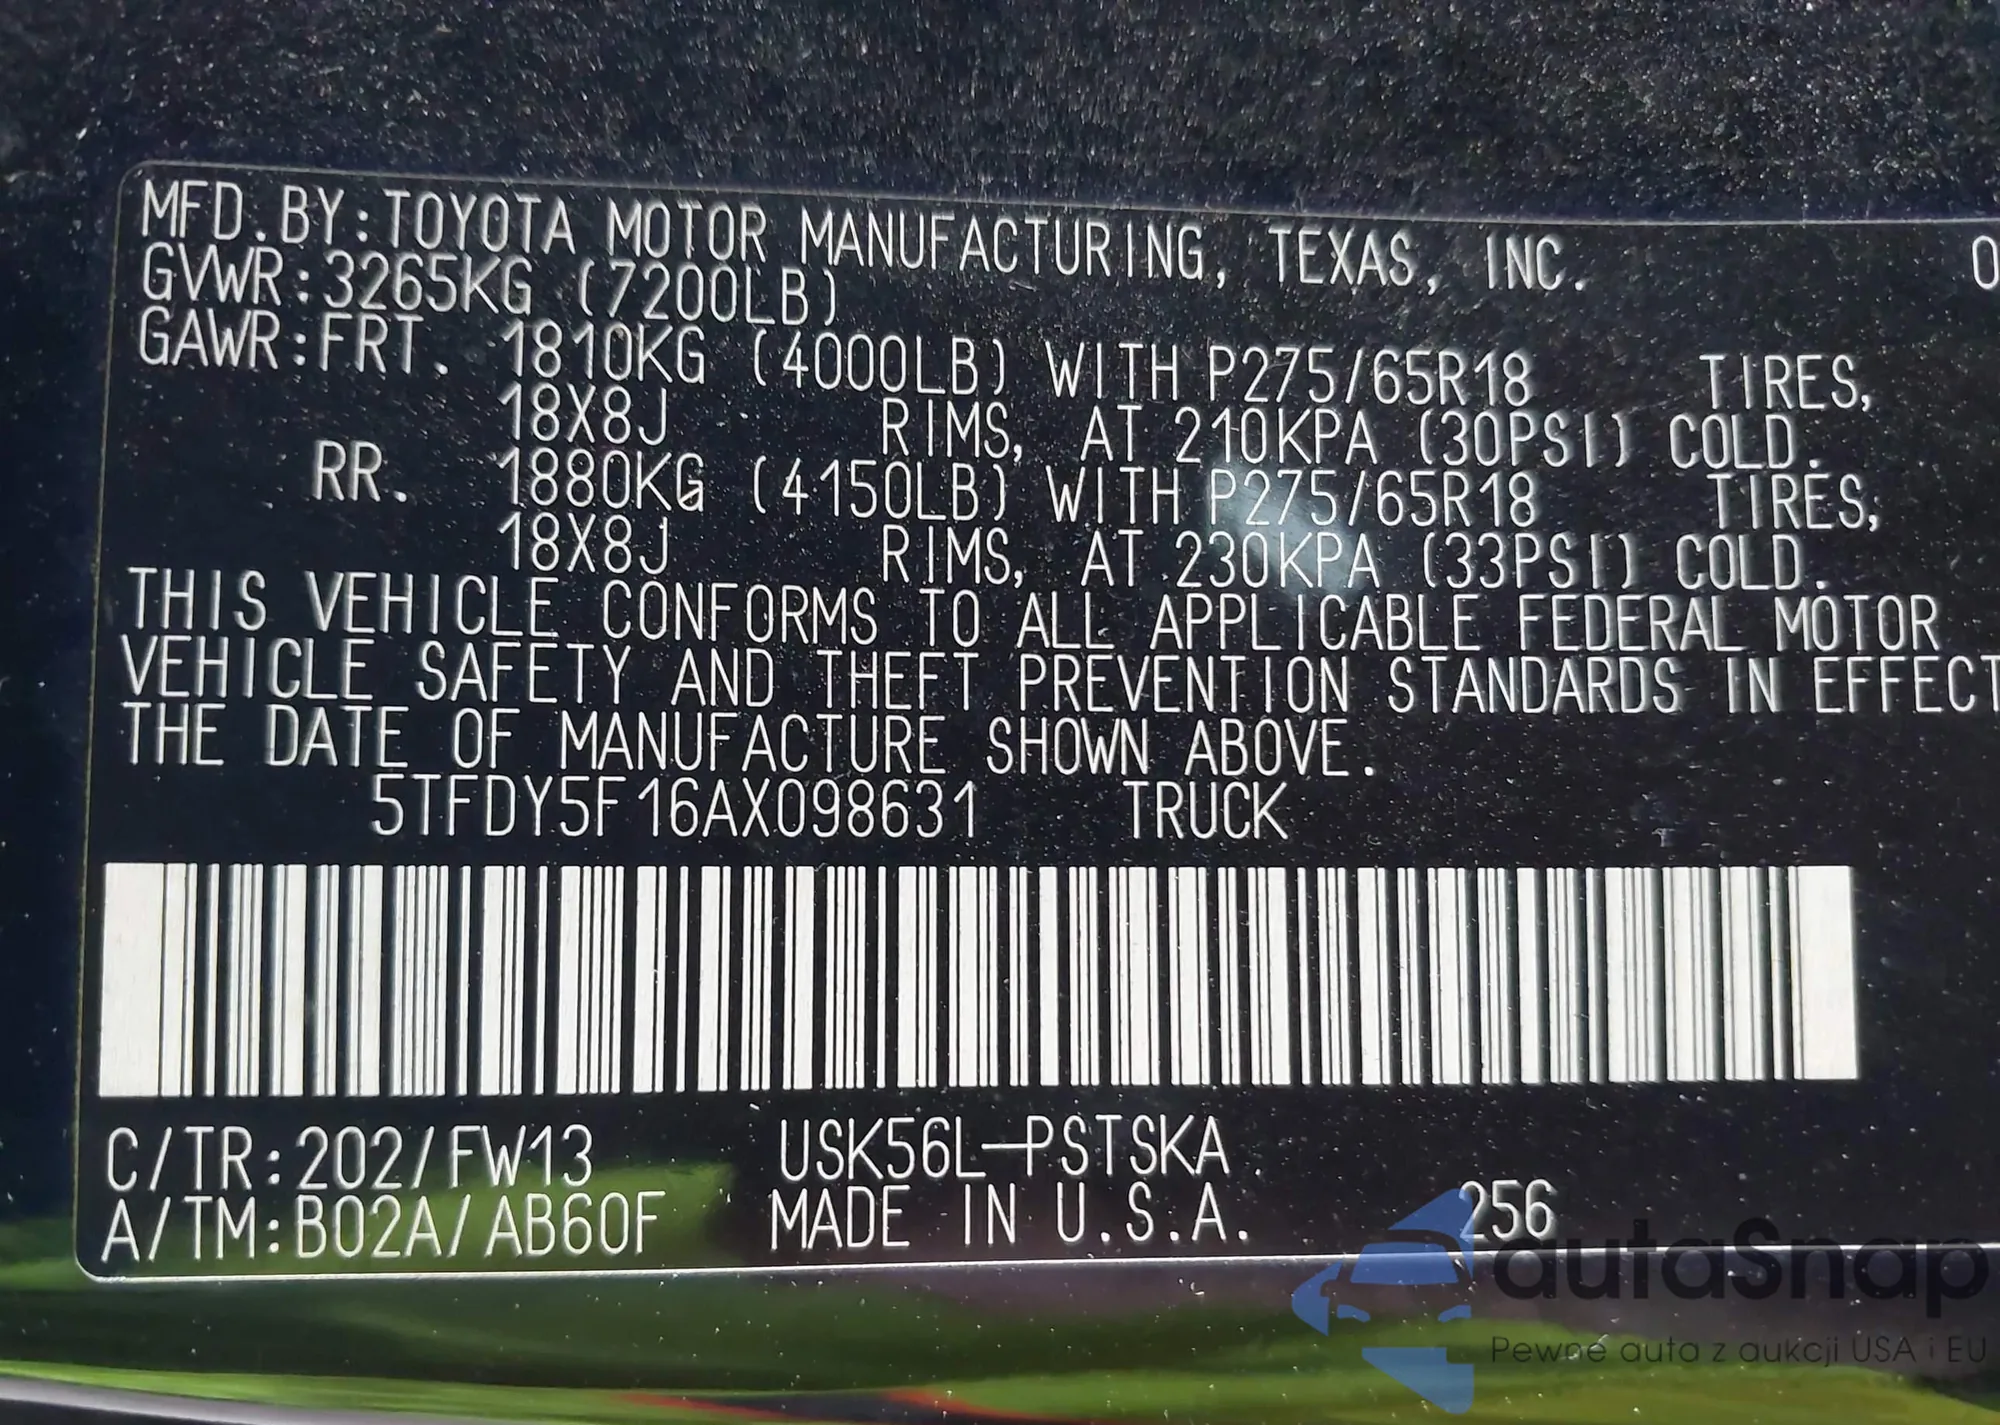 MFD.BY:TOYOTA MOTOR MANUFACTURING, TEXAS, INC. 0
GVWR:3265KG (7200LB)
GAWR:FRT. 1810KG (4000LB) WITH P275/65R18 TIRES,
18X8J RIMS, AT 210KPA (30PSI) COLD.
RR. 1880KG (4150LB) WITH P275/65R18 TIRES,
18X8J RIMS, AT 230KPA (33PSI) COLD.
THIS VEHICLE CONFORMS TO ALL APPLICABLE FEDERAL MOTOR
VEHICLE SAFETY AND THEFT PREVENTION STANDARDS IN EFFECT
THE DATE OF MANUFACTURE SHOWN ABOVE.
5TFDY5F16AX098631 TRUCK
C/TR:202/FW13 USK56L-PSTSKA
A/TM:B02A/AB60F MADE IN U.S.A. 256
autaSnap
Pewne auta z aukcji USA i EU